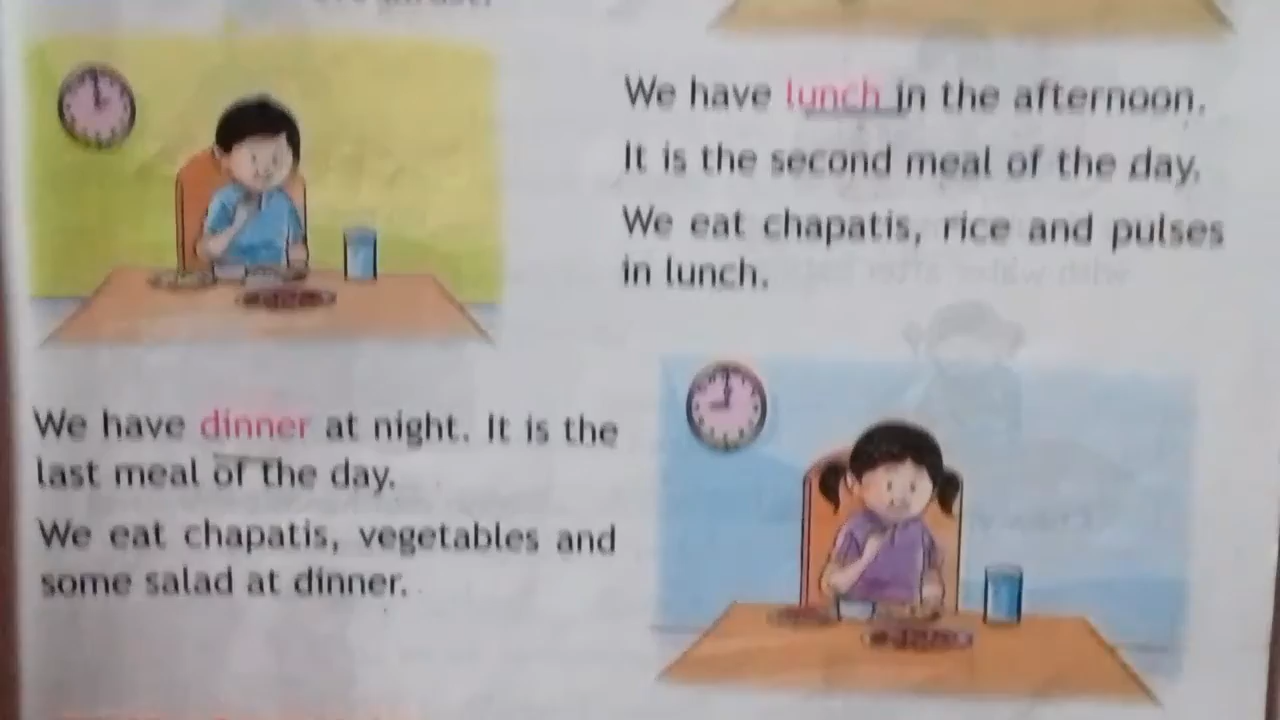 We have lunch in the afternoon.
It is the second meal of the day.
We eat chapatis, rice and pulses
in lunch.
We have dinner at night. It is the
last meal of the day.
We eat chapatis, vegetables and
some salad at dinner.